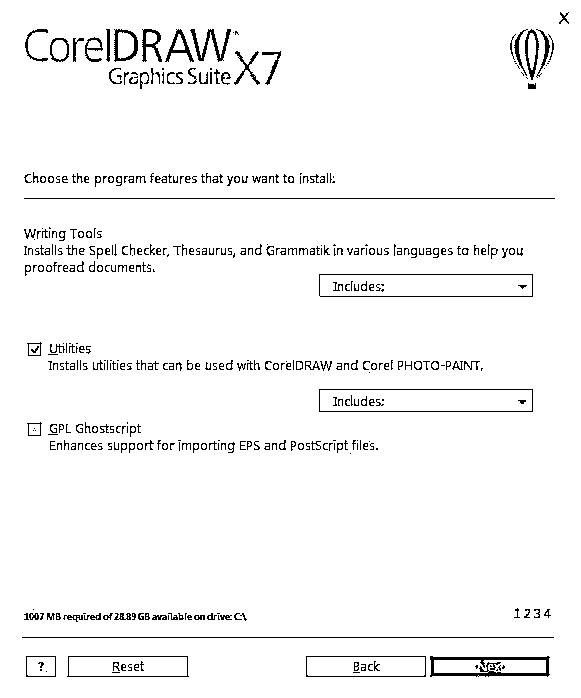 X
CorelDRAW
Graphics Suite X7
Choose the program features that you want to install:
Writing Tools
Installs the Spell Checker, Thesaurus, and Grammatik in various languages to help you
proofread documents.
Includes:
Utilities
Installs utilities that can be used with CorelDRAW and Corel PHOTO-PAINT.
Includes:
GPL Ghostscript
Enhances support for importing EPS and PostScript files.
1007 MB required of 28.89 GB available on drive: C:\
1 2 3 4
?
Reset
Back
Next